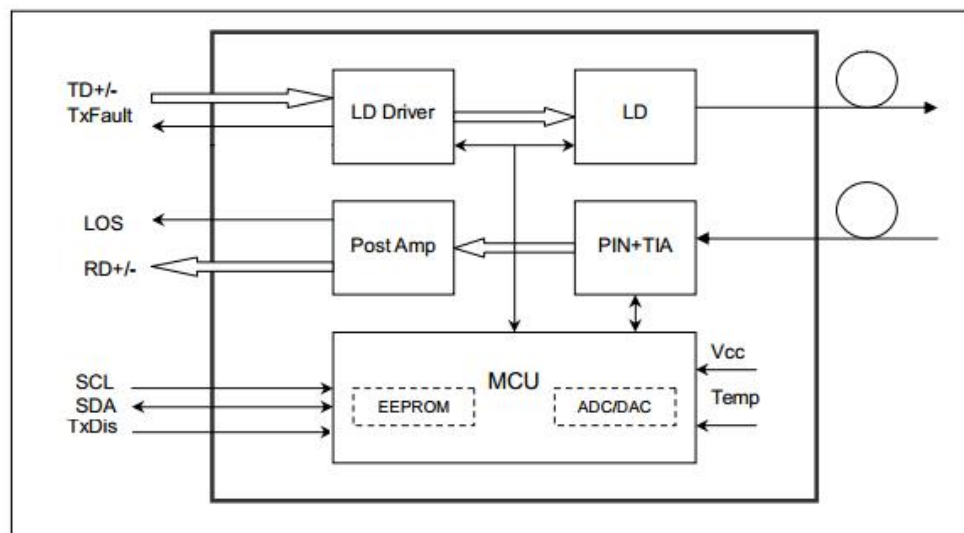 TD+/-
TxFault
LD Driver
LD
LOS
RD+/-
Post Amp
PIN+TIA
SCL
SDA
TxDis
MCU
EEPROM
ADC/DAC
Vcc
Temp